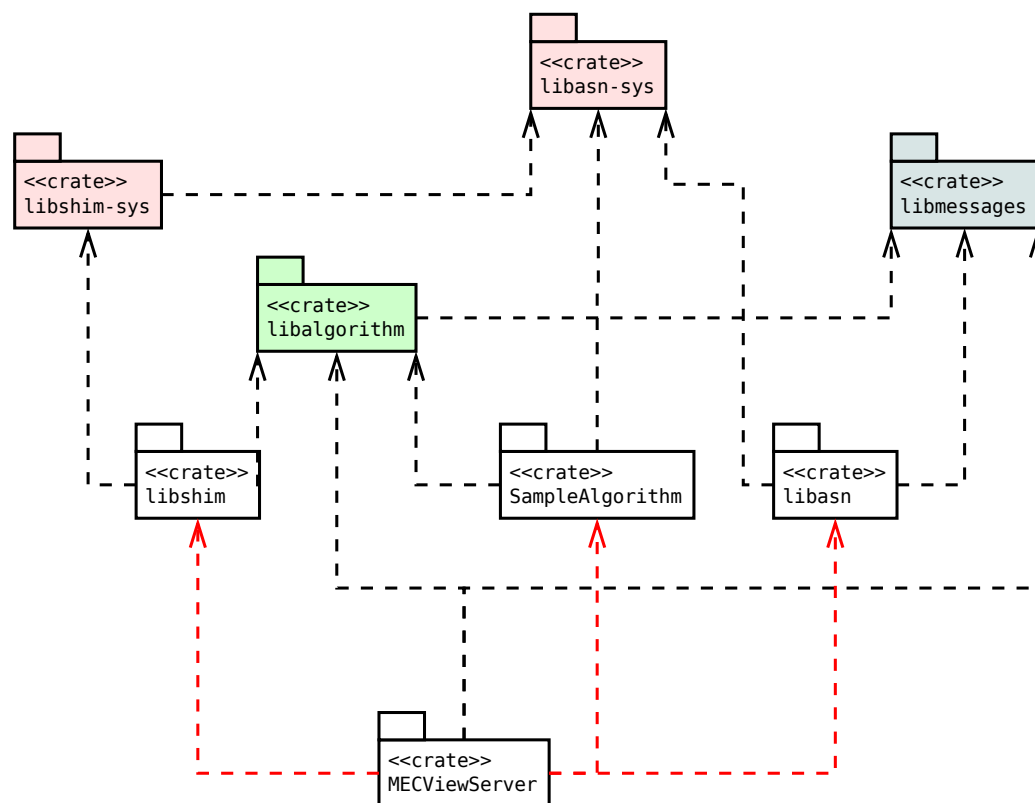 <<crate>>
libasn-sys
<<crate>>
libshim-sys
<<crate>>
libmessages
<<crate>>
libalgorithm
<<crate>>
libshim
<<crate>>
SampleAlgorithm
<<crate>>
libasn
<<crate>>
MECViewServer